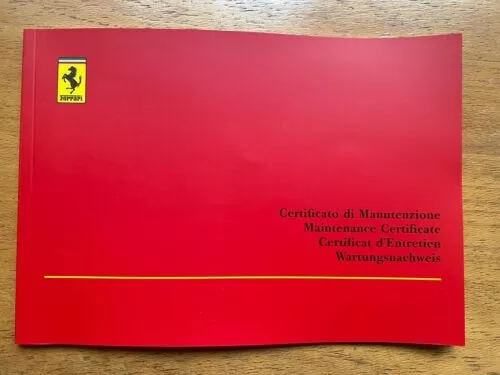 Ferrari
Certificato di Manutenzione
Maintenance Certificate
Certificat d'Entretien
Wartungsnachweis